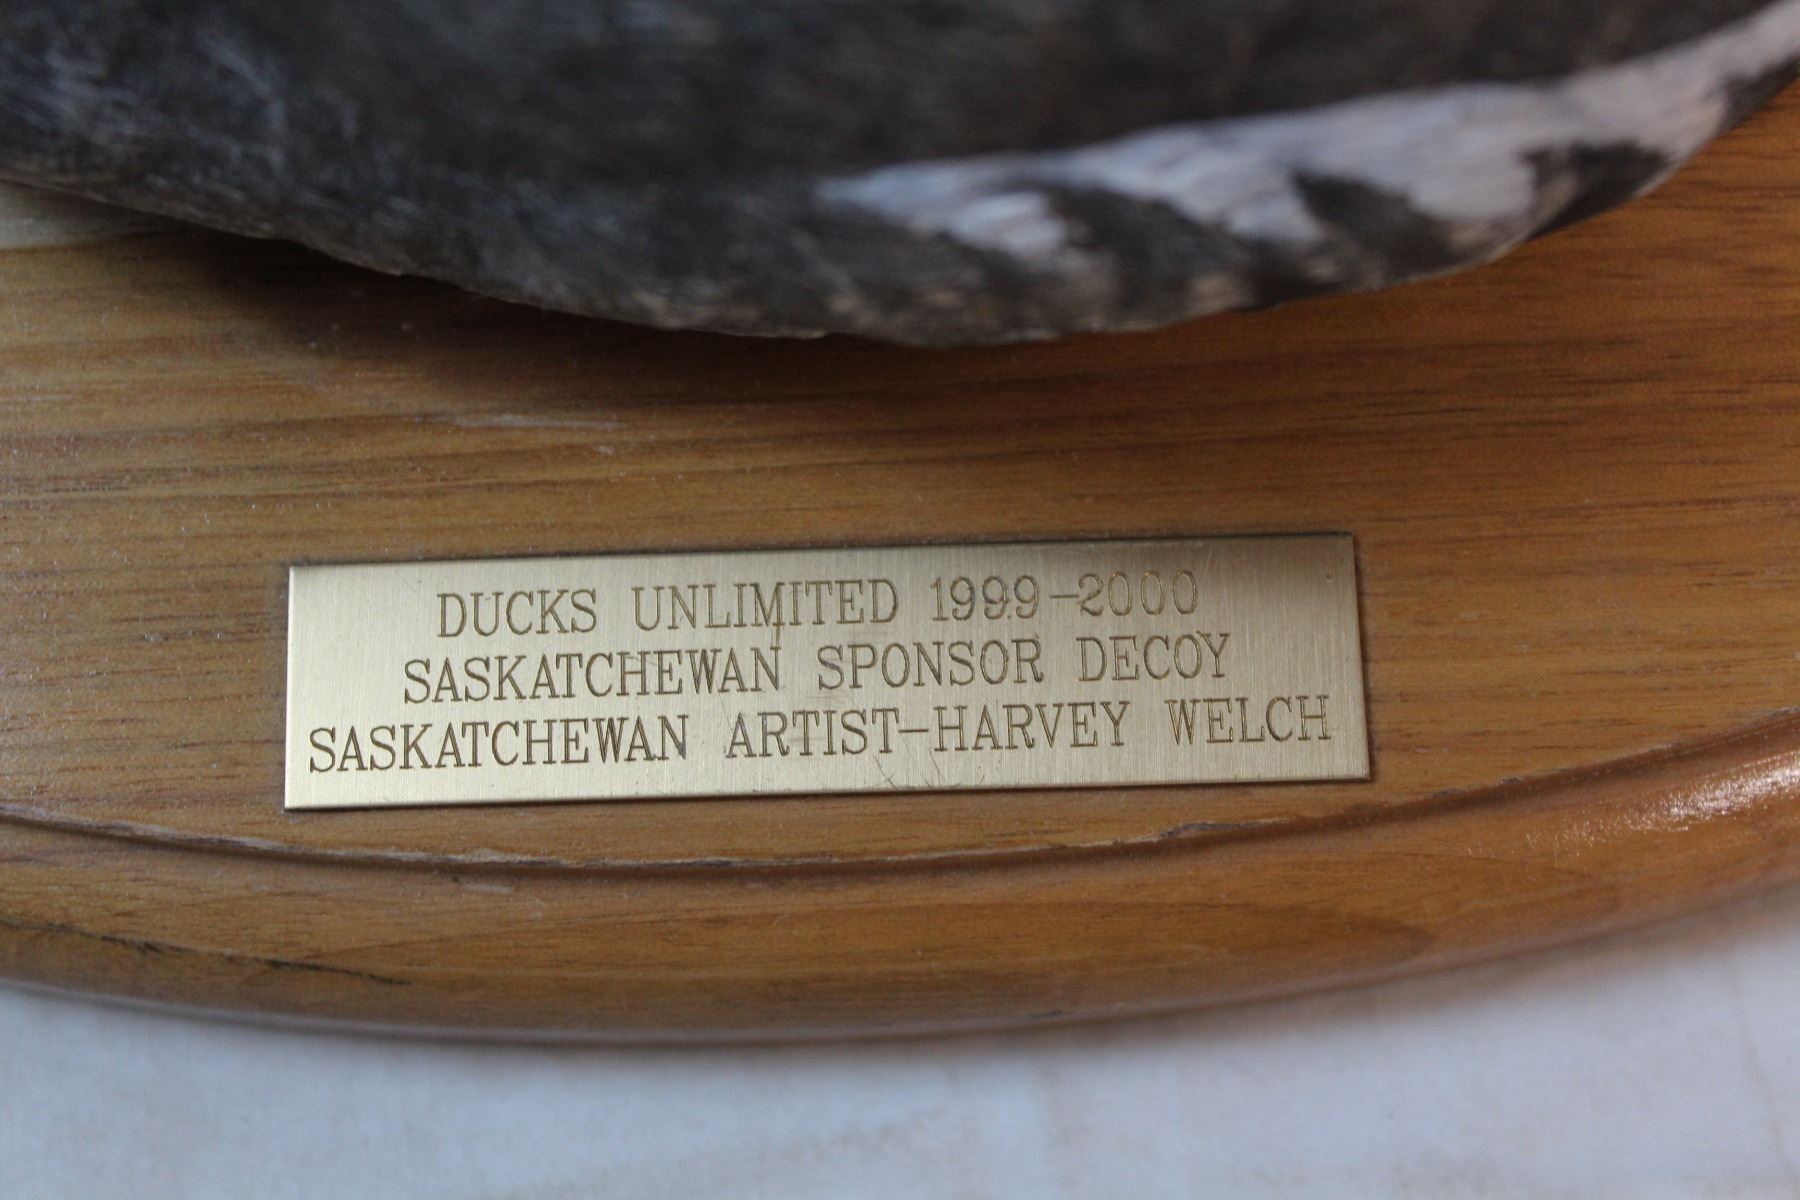 DUCKS UNLIMITED 1999-2000
SASKATCHEWAN SPONSOR DECOY
SASKATCHEWAN ARTIST-HARVEY WELCH